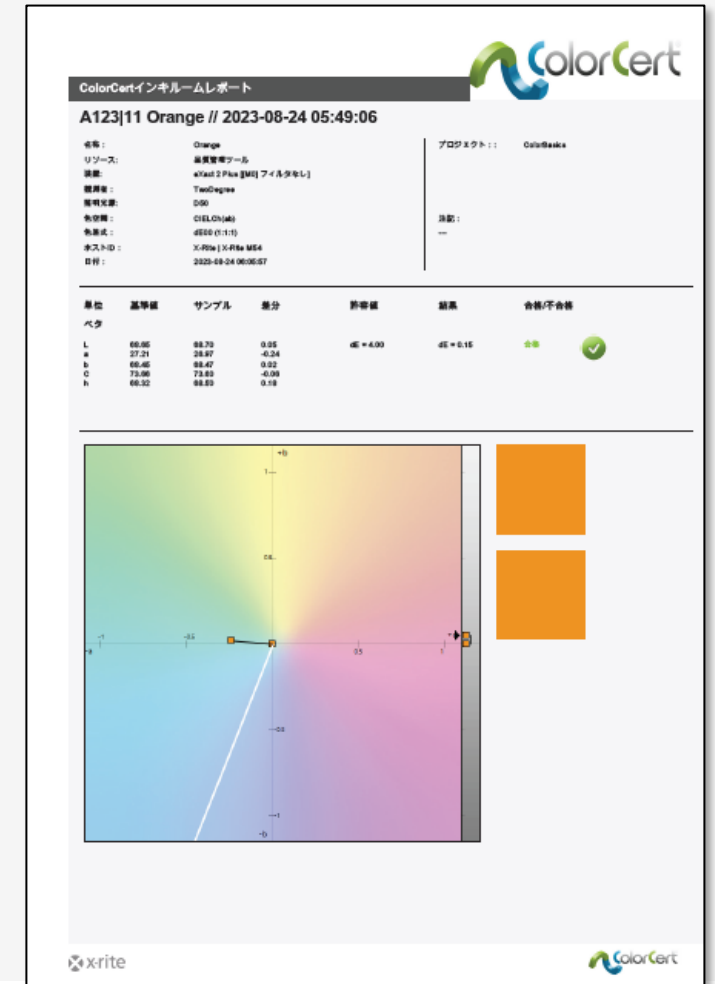 ColorCert
ColorCertインキルームレポート
A123|11 Orange // 2023-08-24 05:49:06
名称： Orange プロジェクト：： ColorBasics
リソース： 品質管理ツール
装置： eXact 2 Plus [[M0] フィルタなし]
観測者： TwoDegree
照明光源： D50
色空間： CIELCh(ab) 注記：
色差式： dE00 (1:1:1) ---
ホストID： X-Rite | X-Rite M54
日付： 2023-08-24 06:05:57
単位 基準値 サンプル 差分 許容値 結果 合格/不合格
ベタ
L 68.65 68.70 0.05 dE = 4.00 dE = 0.15 合格
a 27.21 26.97 -0.24
b 68.45 68.47 0.02
C 73.66 73.60 -0.06
h 68.32 68.50 0.18
+b
1
0.5
-1 -0.5 0.5 1
-a
-0.5
-1
-b
x·rite ColorCert